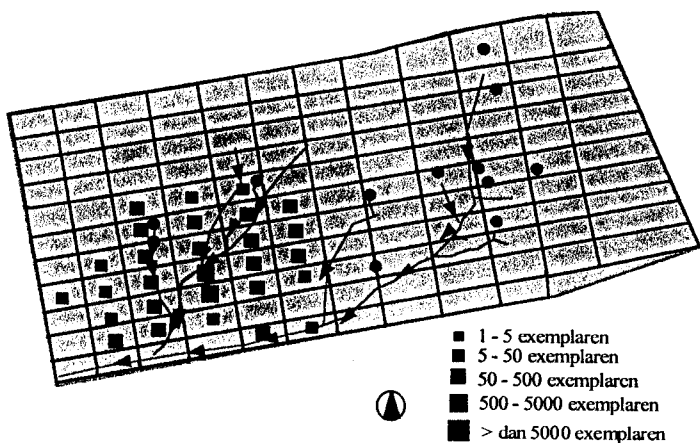 1 - 5 exemplaren
5 - 50 exemplaren
50 - 500 exemplaren
500 - 5000 exemplaren
> dan 5000 exemplaren